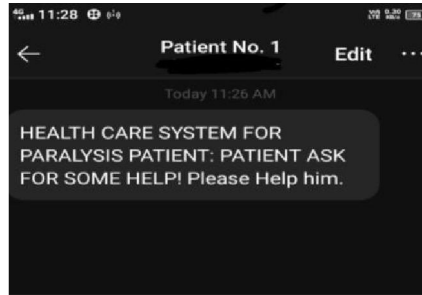 4G 11:28
Patient No. 1
Edit
Today 11:26 AM
HEALTH CARE SYSTEM FOR
PARALYSIS PATIENT: PATIENT ASK
FOR SOME HELP! Please Help him.